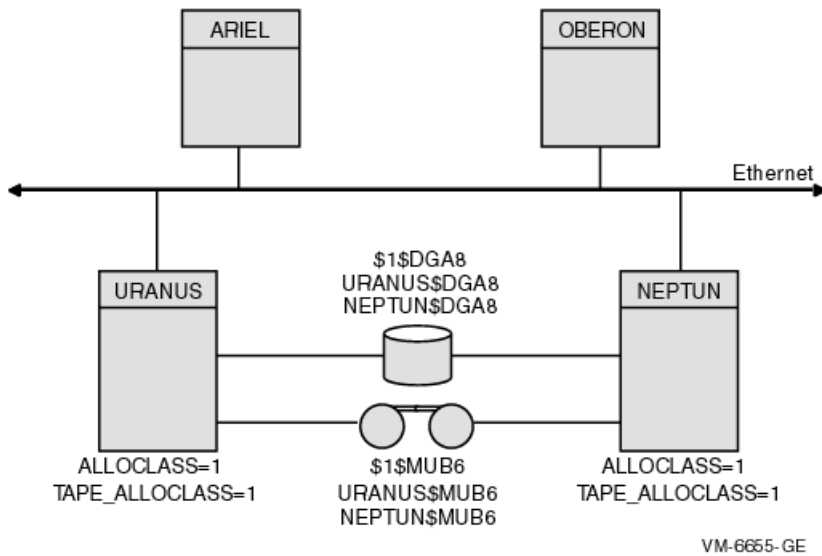 ARIEL
OBERON
Ethernet
URANUS
$1$DGA8
URANUS$DGA8
NEPTUN$DGA8
NEPTUN
ALLOCLASS=1
TAPE_ALLOCLASS=1
$1$MUB6
URANUS$MUB6
NEPTUN$MUB6
ALLOCLASS=1
TAPE_ALLOCLASS=1
VM-6655-GE